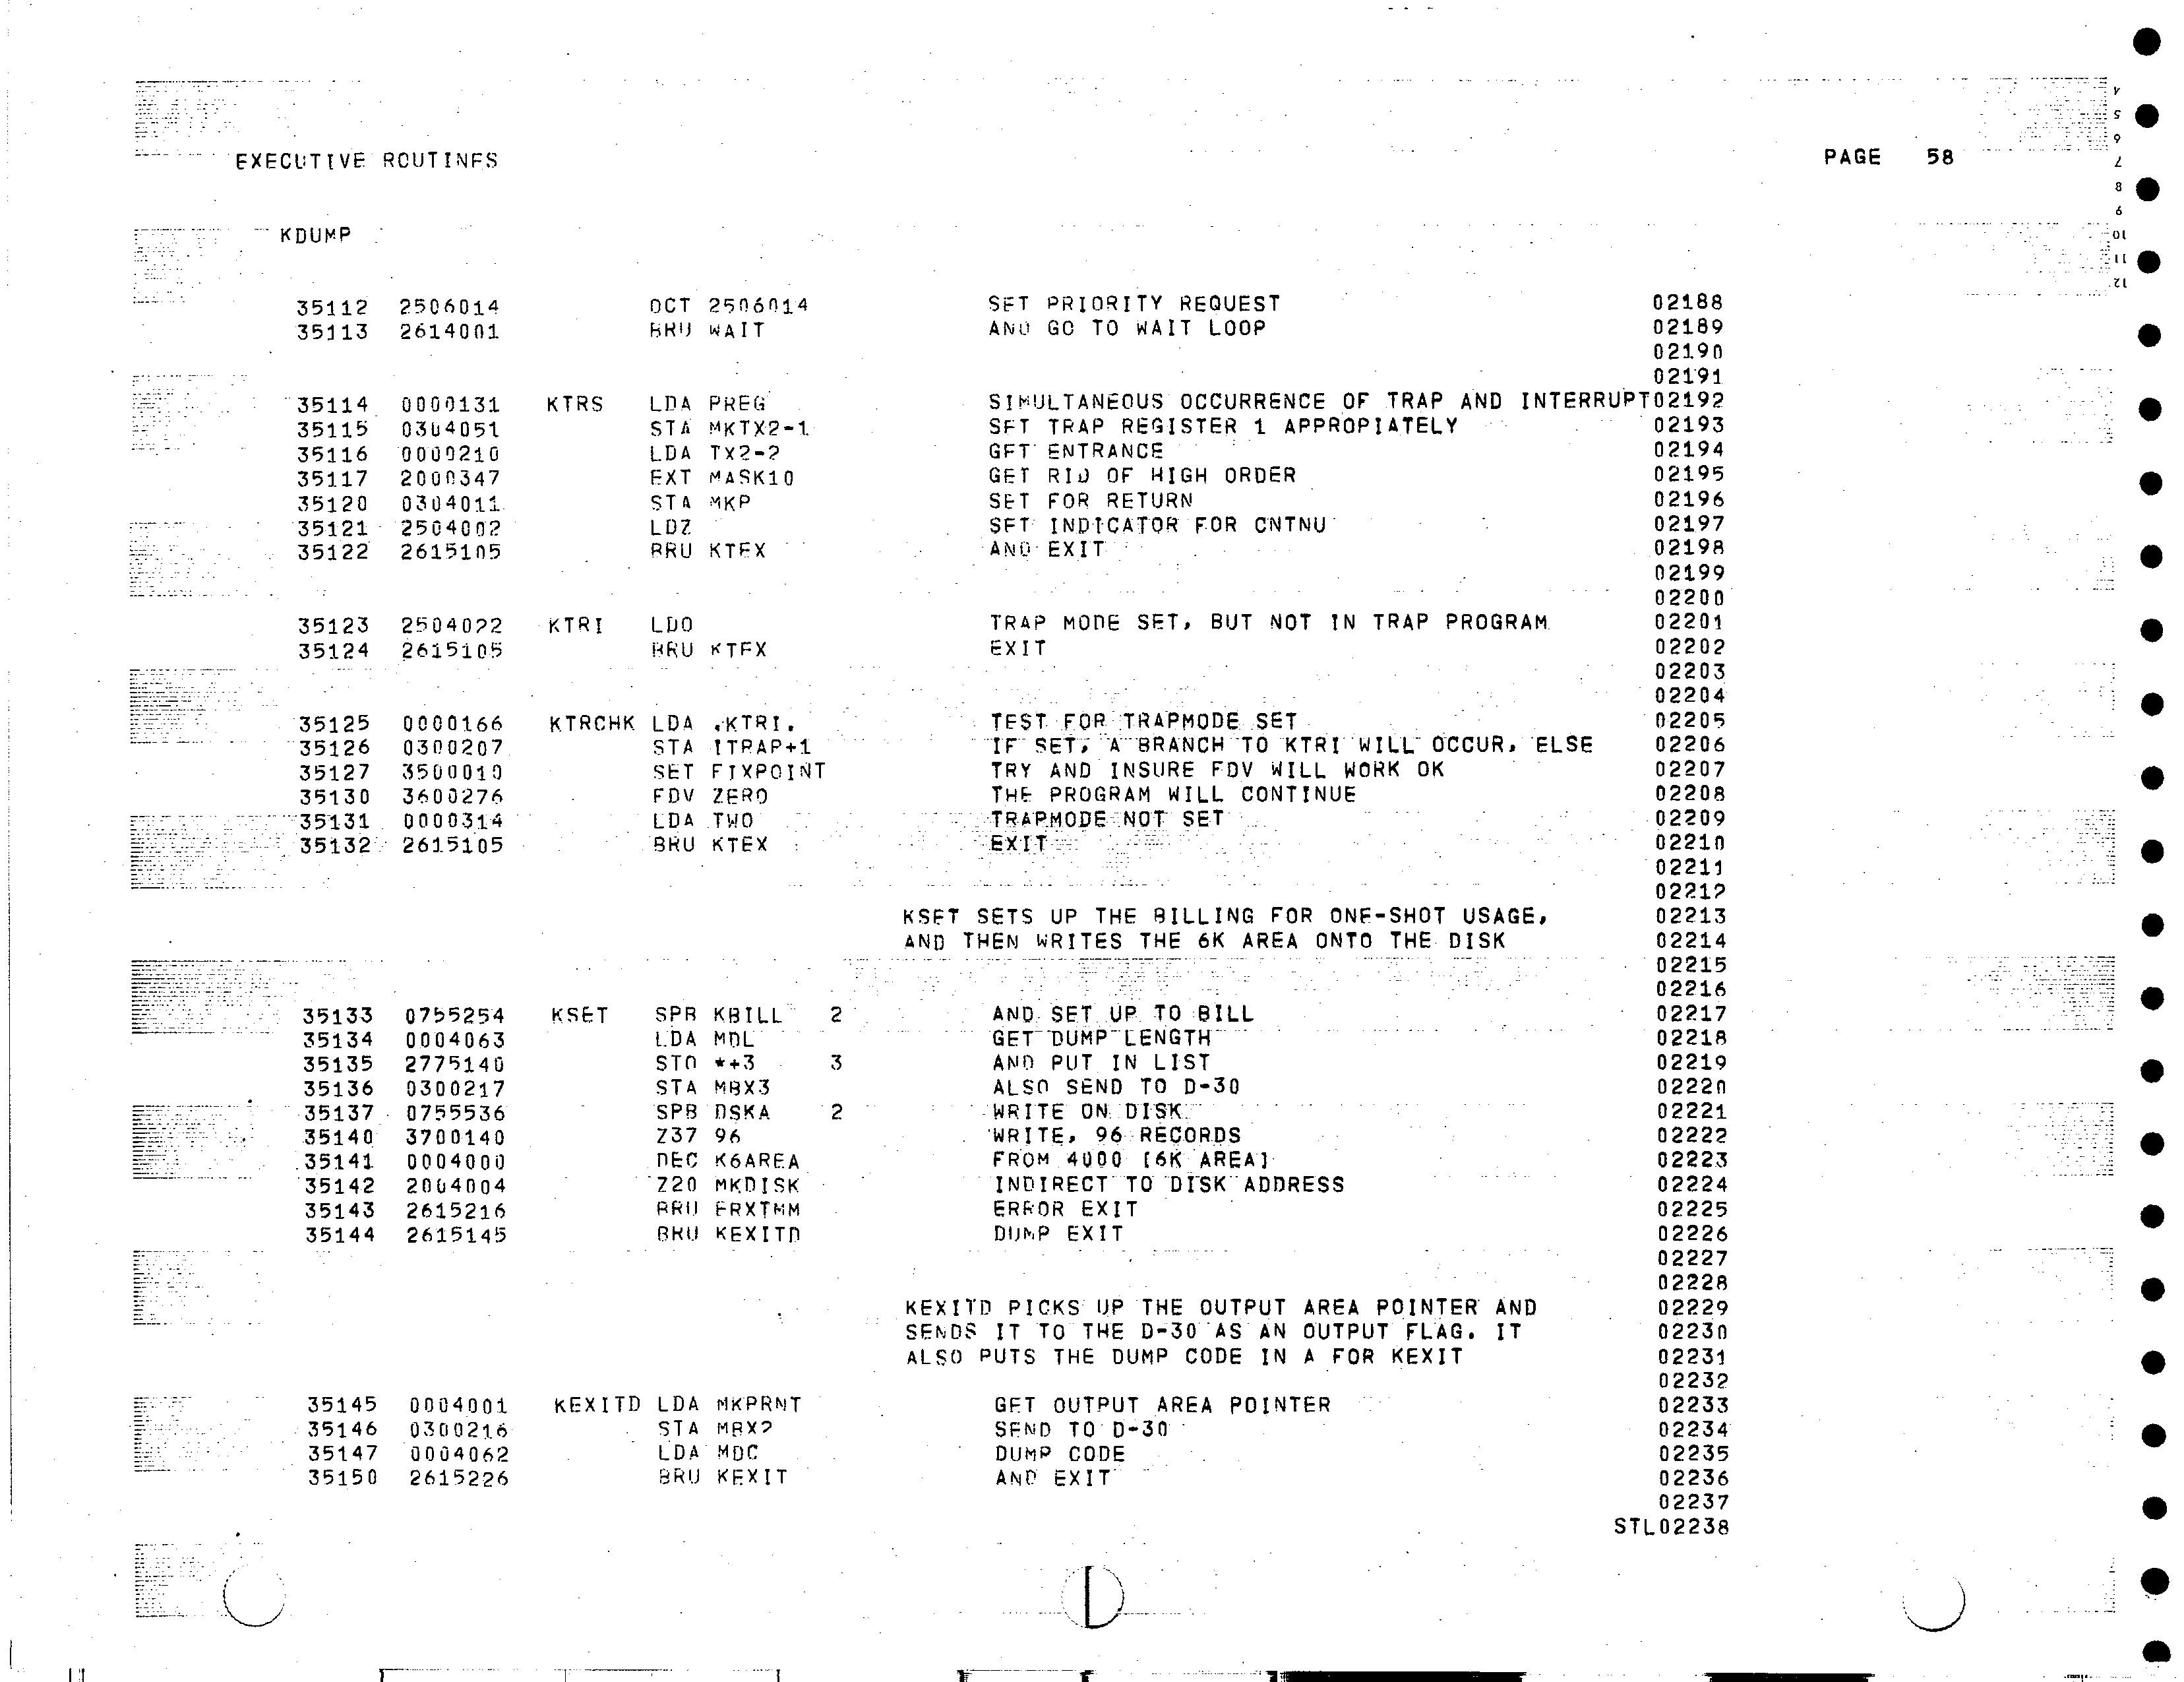 EXECUTIVE ROUTINES PAGE 58
KDUMP
35112 2506014 OCT 2506014 SET PRIORITY REQUEST 02188
35113 2614001 BRU WAIT AND GO TO WAIT LOOP 02189
02190
02191
35114 0000131 KTRS LDA PREG SIMULTANEOUS OCCURRENCE OF TRAP AND INTERRUPT02192
35115 0304051 STA MKTX2-1 SET TRAP REGISTER 1 APPROPIATELY 02193
35116 0000210 LDA TX2-2 GET ENTRANCE 02194
35117 2000347 EXT MASK10 GET RID OF HIGH ORDER 02195
35120 0304011 STA MKP SET FOR RETURN 02196
35121 2504002 LDZ SET INDICATOR FOR CNTNU 02197
35122 2615105 BRU KTEX AND EXIT 02198
02199
02200
35123 2504022 KTRI LDO TRAP MODE SET, BUT NOT IN TRAP PROGRAM 02201
35124 2615105 BRU KTEX EXIT 02202
02203
02204
35125 0000166 KTRCHK LDA .KTRI. TEST FOR TRAPMODE SET 02205
35126 0300207 STA ITRAP+1 IF SET, A BRANCH TO KTRI WILL OCCUR, ELSE 02206
35127 3500010 SET FIXPOINT TRY AND INSURE FDV WILL WORK OK 02207
35130 3600276 FDV ZERO THE PROGRAM WILL CONTINUE 02208
35131 0000314 LDA TWO TRAPMODE NOT SET 02209
35132 2615105 BRU KTEX EXIT 02210
02211
02212
KSET SETS UP THE BILLING FOR ONE-SHOT USAGE, 02213
AND THEN WRITES THE 6K AREA ONTO THE DISK 02214
02215
02216
35133 0755254 KSET SPB KBILL 2 AND SET UP TO BILL 02217
35134 0004063 LDA MDL GET DUMP LENGTH 02218
35135 2775140 STO *+3 3 AND PUT IN LIST 02219
35136 0300217 STA MBX3 ALSO SEND TO D-30 02220
35137 0755536 SPB DSKA 2 WRITE ON DISK 02221
35140 3700140 Z37 96 WRITE, 96 RECORDS 02222
35141 0004000 DEC K6AREA FROM 4000 [6K AREA] 02223
35142 2004004 Z20 MKDISK INDIRECT TO DISK ADDRESS 02224
35143 2615216 BRU ERXTMM ERROR EXIT 02225
35144 2615145 BRU KEXITD DUMP EXIT 02226
02227
02228
KEXITD PICKS UP THE OUTPUT AREA POINTER AND 02229
SENDS IT TO THE D-30 AS AN OUTPUT FLAG. IT 02230
ALSO PUTS THE DUMP CODE IN A FOR KEXIT 02231
02232
35145 0004001 KEXITD LDA MKPRNT GET OUTPUT AREA POINTER 02233
35146 0300216 STA MBX2 SEND TO D-30 02234
35147 0004062 LDA MDC DUMP CODE 02235
35150 2615226 BRU KEXIT AND EXIT 02236
02237
STL02238
4
5
6
7
8
9
10
11
12